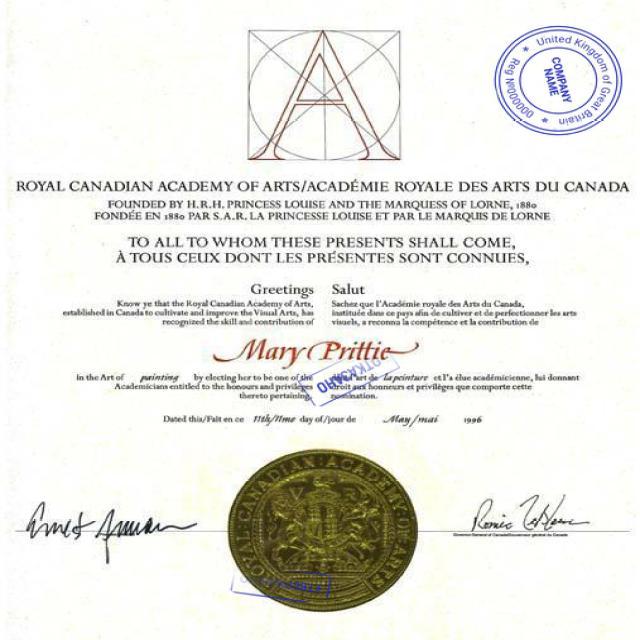 A
United Kingdom of Great Britain
COMPANY
NAME
ROYAL CANADIAN ACADEMY OF ARTS/ACADÉMIE ROYALE DES ARTS DU CANADA
FOUNDED BY H.R.H. PRINCESS LOUISE AND THE MARQUESS OF LORNE, 1880
FONDÉE EN 1880 PAR S.A.R. LA PRINCESSE LOUISE ET PAR LE MARQUIS DE LORNE
TO ALL TO WHOM THESE PRESENTS SHALL COME,
À TOUS CEUX DONT LES PRÉSENTES SONT CONNUES,
Greetings
Know ye that the Royal Canadian Academy of Arts,
established in Canada to cultivate and improve the Visual Arts, has
recognized the skill and contribution of
Salut
Sachez que l'Académie royale des Arts du Canada,
instituée dans ce pays afin de cultiver et de perfectionner les arts
visuels, a reconnu la compétence et la contribution de
Mary Prittie
in the Art of painting by electing her to be one of the
Academicians entitled to the honours and privileges
thereto pertaining.
art de la peinture et l'a élue académicienne, lui donnant
droit aux honneurs et privilèges que comporte cette
nomination.
Dated this/Fait en ce 11th/11me day of/jour de May/mai 1996
ROYAL CANADIAN ACADEMY OF ARTS
Roméo LeBlanc
Governor-General of Canada/Gouverneur général du Canada